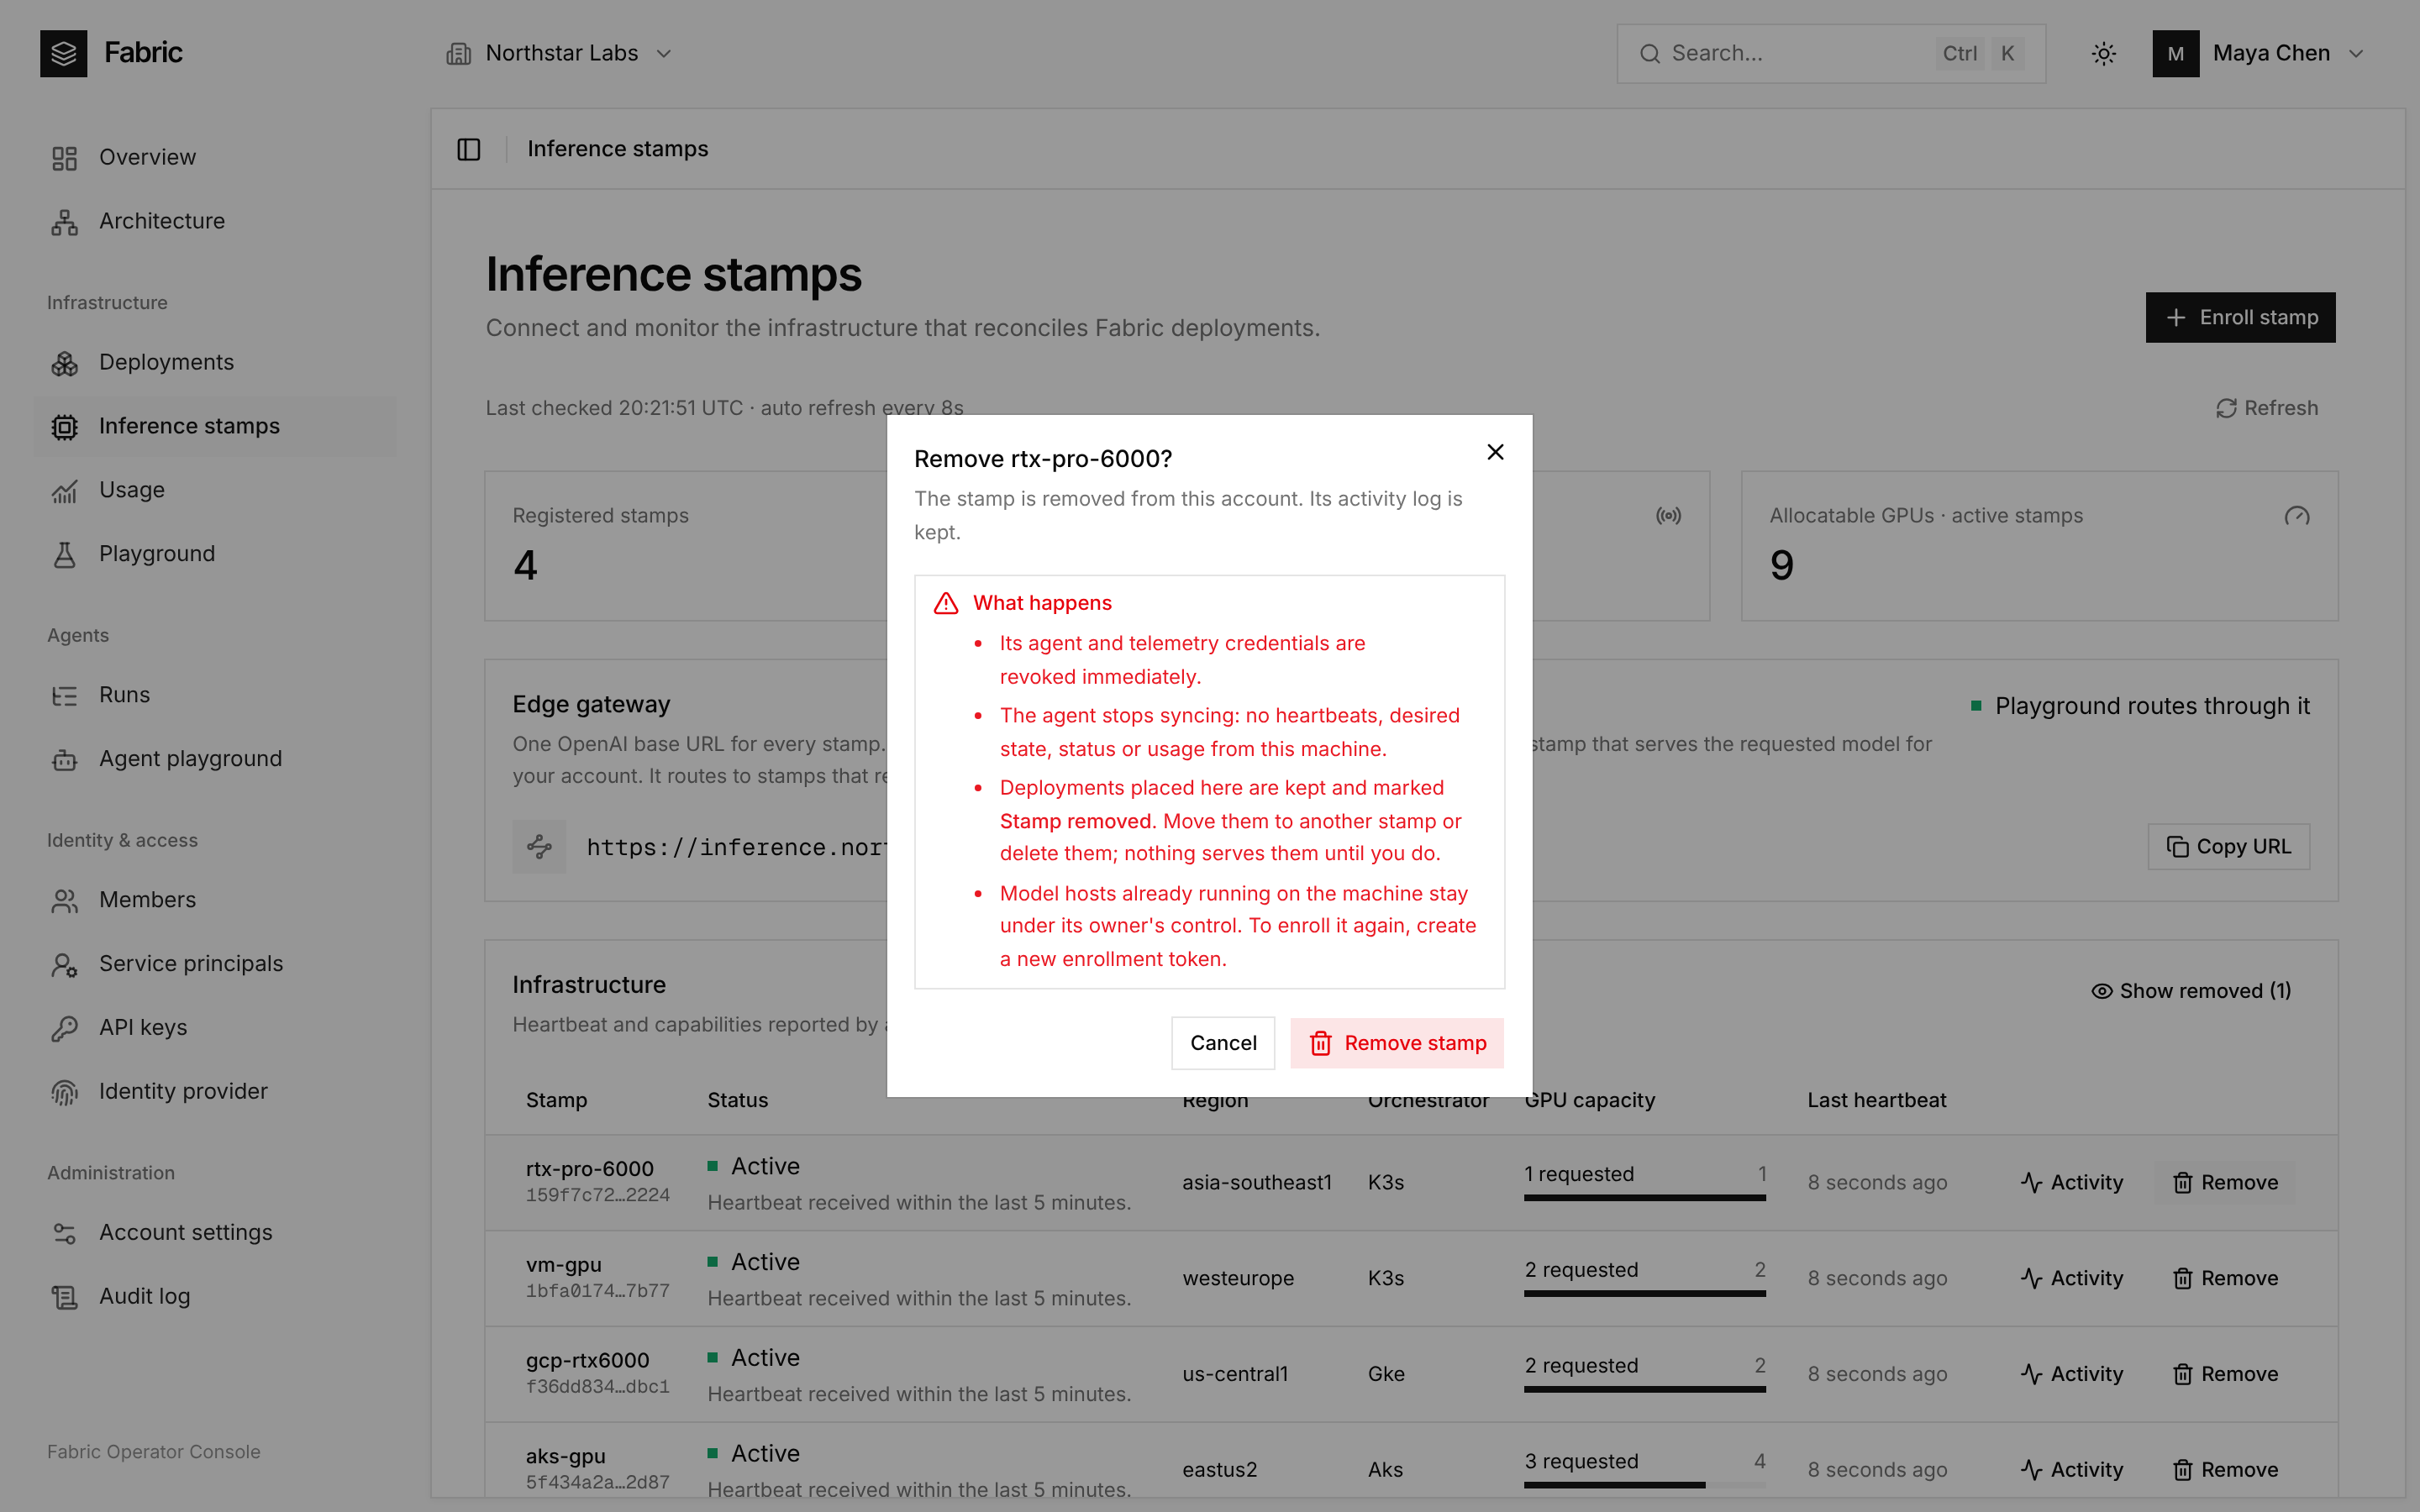 Fabric
Northstar Labs
Search...
Ctrl K
M
Maya Chen
Overview
Architecture
Infrastructure
Deployments
Inference stamps
Usage
Playground
Agents
Runs
Agent playground
Identity & access
Members
Service principals
API keys
Identity provider
Administration
Account settings
Audit log
Fabric Operator Console
Inference stamps
Inference stamps
Connect and monitor the infrastructure that reconciles Fabric deployments.
Enroll stamp
Last checked 20:21:51 UTC · auto refresh every 8s
Refresh
Registered stamps
4
Allocatable GPUs · active stamps
9
Edge gateway
Playground routes through it
One OpenAI base URL for every stamp.
stamp that serves the requested model for
your account. It routes to stamps that
https://inference.nor
Copy URL
Infrastructure
Heartbeat and capabilities reported by
Show removed (1)
Stamp Status Region Orchestrator GPU capacity Last heartbeat
rtx-pro-6000
159f7c72…2224
Active
Heartbeat received within the last 5 minutes.
asia-southeast1
K3s
1 requested 1
8 seconds ago
Activity
Remove
vm-gpu
1bfa0174…7b77
Active
Heartbeat received within the last 5 minutes.
westeurope
K3s
2 requested 2
8 seconds ago
Activity
Remove
gcp-rtx6000
f36dd834…dbc1
Active
Heartbeat received within the last 5 minutes.
us-central1
Gke
2 requested 2
8 seconds ago
Activity
Remove
aks-gpu
5f434a2a…2d87
Active
Heartbeat received within the last 5 minutes.
eastus2
Aks
3 requested 4
8 seconds ago
Activity
Remove
Remove rtx-pro-6000?
The stamp is removed from this account. Its activity log is
kept.
What happens
Its agent and telemetry credentials are
revoked immediately.
The agent stops syncing: no heartbeats, desired
state, status or usage from this machine.
Deployments placed here are kept and marked
Stamp removed. Move them to another stamp or
delete them; nothing serves them until you do.
Model hosts already running on the machine stay
under its owner's control. To enroll it again, create
a new enrollment token.
Cancel
Remove stamp